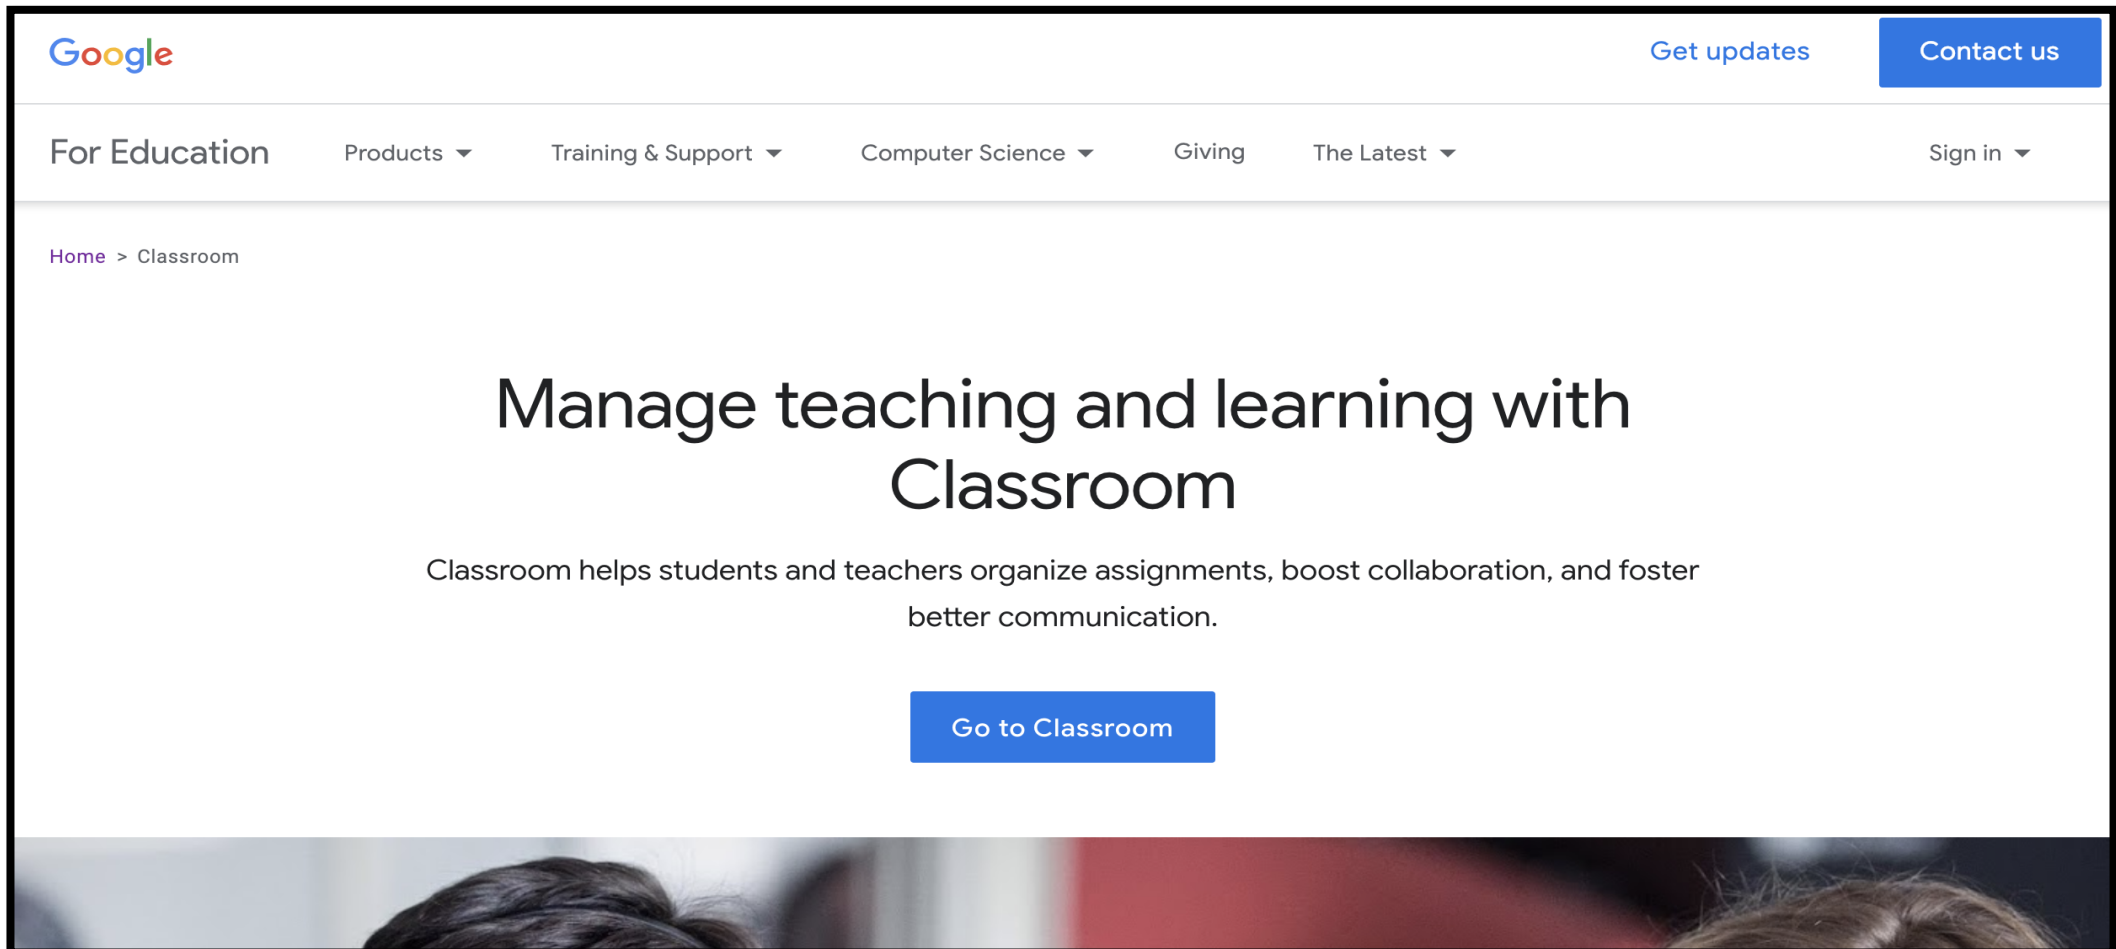 Google
Get updates
Contact us
For Education
Products
Training & Support
Computer Science
Giving
The Latest
Sign in
Home > Classroom
Manage teaching and learning with
Classroom
Classroom helps students and teachers organize assignments, boost collaboration, and foster
better communication.
Go to Classroom